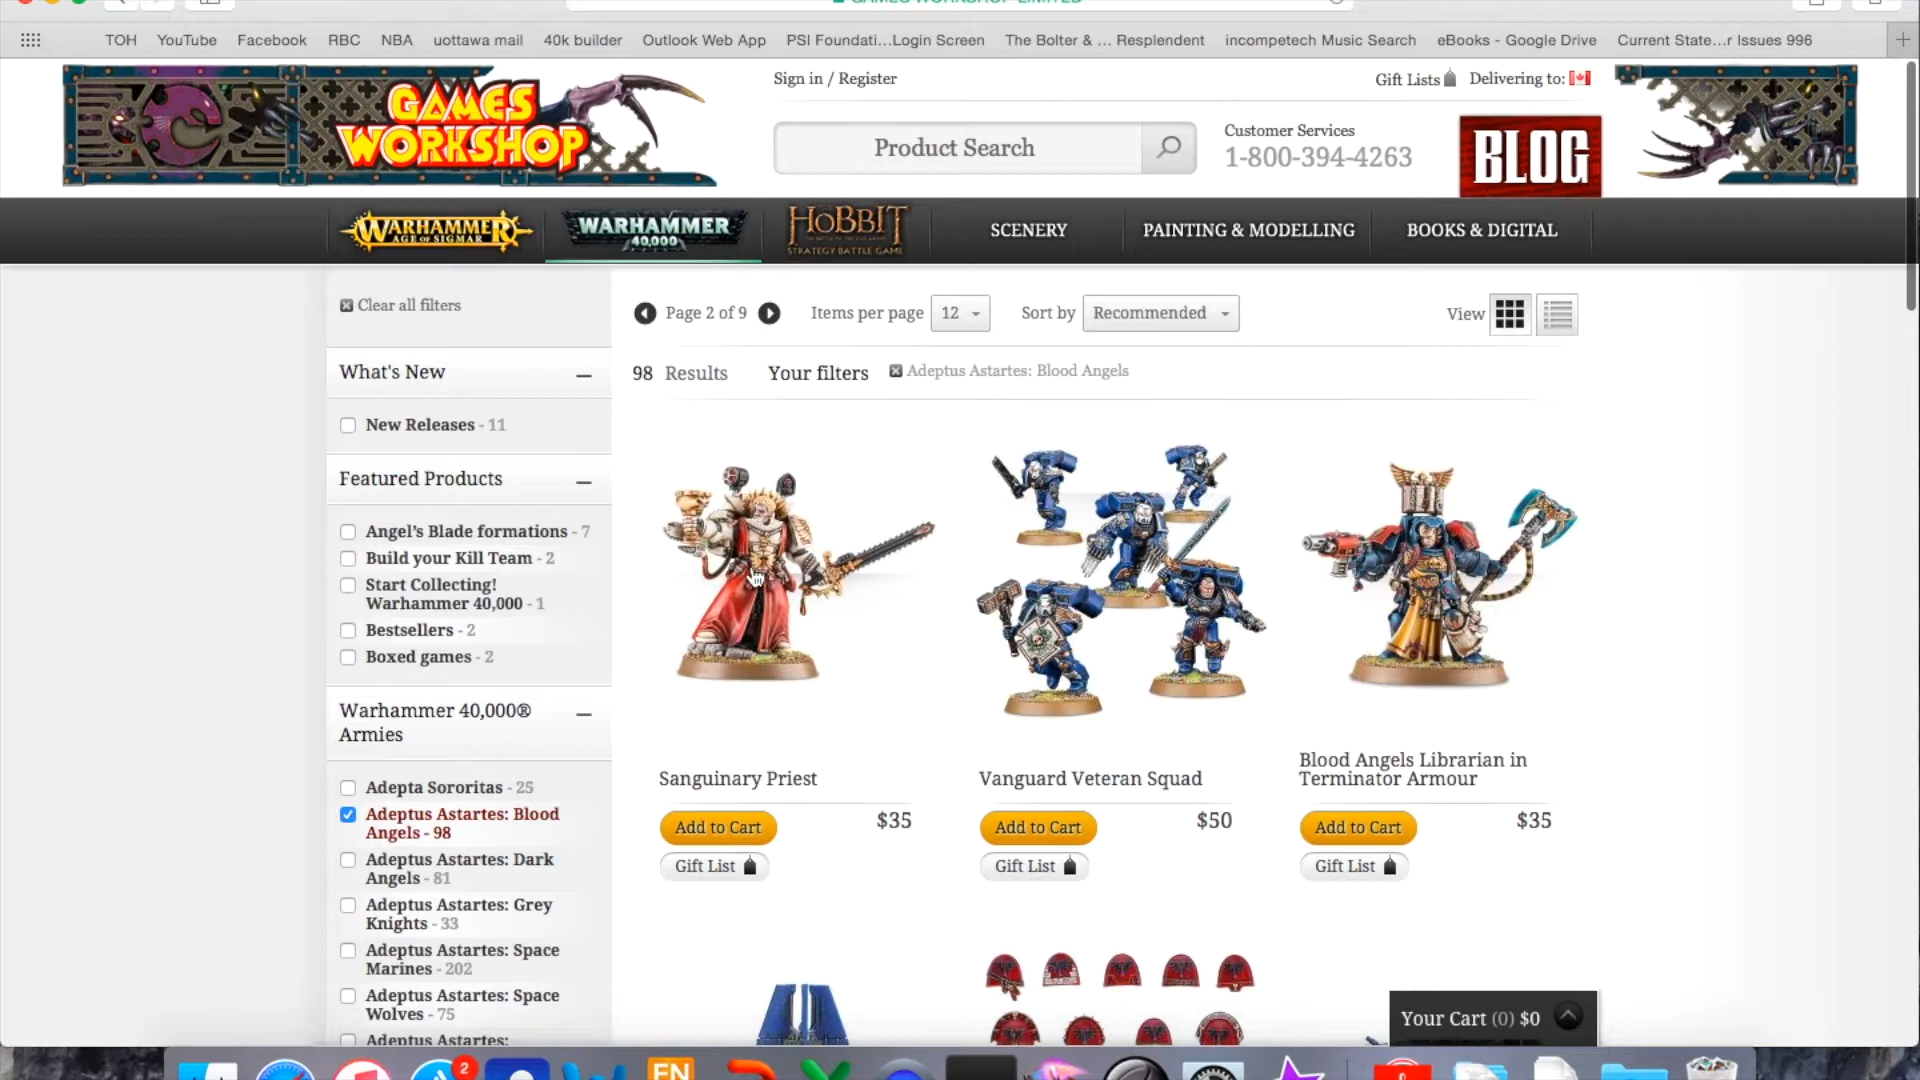 TOH YouTube Facebook RBC NBA uottawa mail 40k builder Outlook Web App PSI Foundati...Login Screen The Bolter & ... Resplendent incompetech Music Search eBooks - Google Drive Current State...r Issues 996
GAMES WORKSHOP
Sign in / Register
Gift Lists
Delivering to:
Product Search
Customer Services
1-800-394-4263
BLOG
WARHAMMER AGE OF SIGMAR
WARHAMMER 40,000
THE HOBBIT STRATEGY BATTLE GAME
SCENERY
PAINTING & MODELLING
BOOKS & DIGITAL
Clear all filters
What's New
New Releases - 11
Featured Products
Angel's Blade formations - 7
Build your Kill Team - 2
Start Collecting!
Warhammer 40,000 - 1
Bestsellers - 2
Boxed games - 2
Warhammer 40,000®
Armies
Adepta Sororitas - 25
Adeptus Astartes: Blood
Angels - 98
Adeptus Astartes: Dark
Angels - 81
Adeptus Astartes: Grey
Knights - 33
Adeptus Astartes: Space
Marines - 202
Adeptus Astartes: Space
Wolves - 75
Adeptus Astartes:
Page 2 of 9
Items per page 12
Sort by Recommended
View
98 Results
Your filters
Adeptus Astartes: Blood Angels
Sanguinary Priest
Add to Cart
$35
Gift List
Vanguard Veteran Squad
Add to Cart
$50
Gift List
Blood Angels Librarian in
Terminator Armour
Add to Cart
$35
Gift List
Your Cart (0) $0
2
EN